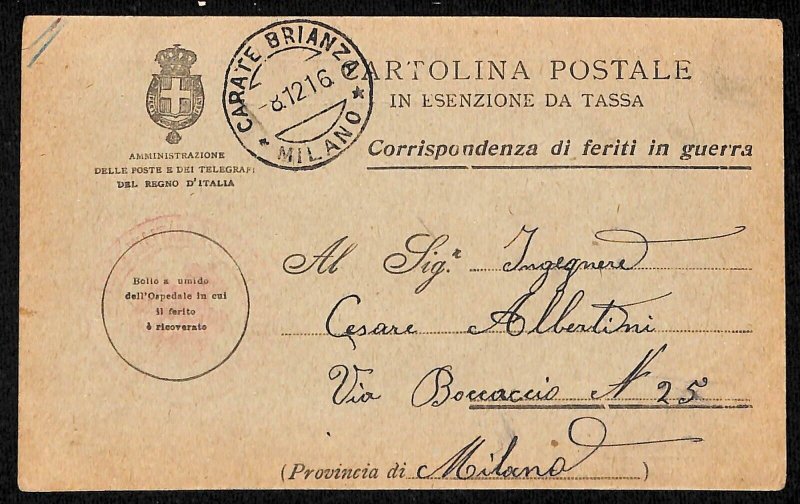 CARTOLINA POSTALE
IN ESENZIONE DA TASSA
Corrispondenza di feriti in guerra
CARATE BRIANZA
-8.12.16
* MILANO *
AMMINISTRAZIONE
DELLE POSTE E DEI TELEGRAFI
DEL REGNO D'ITALIA
Bollo a umido
dell'Ospedale in cui
il ferito
è ricoverato
Al Sig.r Ingegnere
Cesare Albertini
Via Boccaccio N 25
(Provincia di Milano)